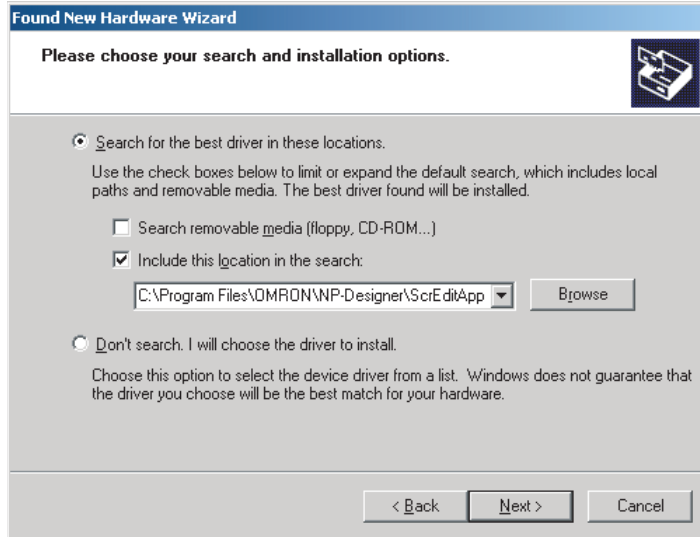 Found New Hardware Wizard
Please choose your search and installation options.
Search for the best driver in these locations.
Use the check boxes below to limit or expand the default search, which includes local
paths and removable media. The best driver found will be installed.
Search removable media (floppy, CD-ROM...)
Include this location in the search:
C:\Program Files\OMRON\NP-Designer\ScrEditApp
Browse
Don't search. I will choose the driver to install.
Choose this option to select the device driver from a list.  Windows does not guarantee that
the driver you choose will be the best match for your hardware.
< Back
Next >
Cancel